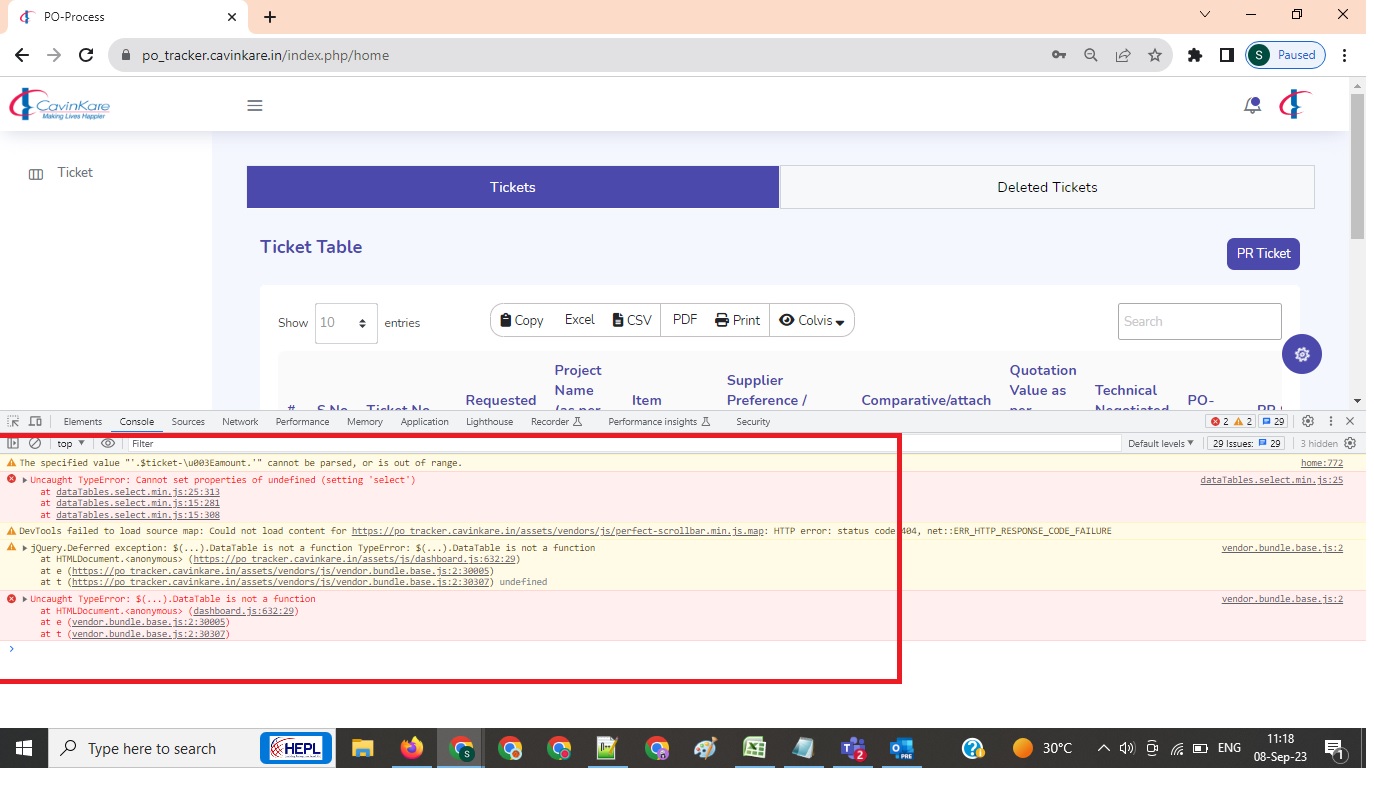 PO-Process
po_tracker.cavinkare.in/index.php/home
S Paused
CavinKare
Making Lives Happier
Ticket
Tickets Deleted Tickets
Ticket Table
PR Ticket
Show 10 entries
Copy Excel CSV PDF Print Colvis
Search
# S.No Ticket No Requested Project Name (as per Item Supplier Preference / Comparative/attach Quotation Value as per Technical Negotiated PO-
Elements Console Sources Network Performance Memory Application Lighthouse Recorder Performance insights Security 2 2 29
top Filter Default levels 29 Issues: 29 3 hidden
The specified value "'.$ticket-\u003Eamount.'" cannot be parsed, or is out of range. home:772
Uncaught TypeError: Cannot set properties of undefined (setting 'select') dataTables.select.min.js:25
at dataTables.select.min.js:25:313
at dataTables.select.min.js:15:281
at dataTables.select.min.js:15:308
DevTools failed to load source map: Could not load content for https://po_tracker.cavinkare.in/assets/vendors/js/perfect-scrollbar.min.js.map: HTTP error: status code 404, net::ERR_HTTP_RESPONSE_CODE_FAILURE
jQuery.Deferred exception: $(...).DataTable is not a function TypeError: $(...).DataTable is not a function vendor.bundle.base.js:2
at HTMLDocument.<anonymous> (https://po_tracker.cavinkare.in/assets/js/dashboard.js:632:29)
at e (https://po_tracker.cavinkare.in/assets/vendors/js/vendor.bundle.base.js:2:30005)
at t (https://po_tracker.cavinkare.in/assets/vendors/js/vendor.bundle.base.js:2:30307) undefined
Uncaught TypeError: $(...).DataTable is not a function vendor.bundle.base.js:2
at HTMLDocument.<anonymous> (dashboard.js:632:29)
at e (vendor.bundle.base.js:2:30005)
at t (vendor.bundle.base.js:2:30307)
Type here to search HEPL 2 PRE 30°C ENG 11:18
08-Sep-23 1